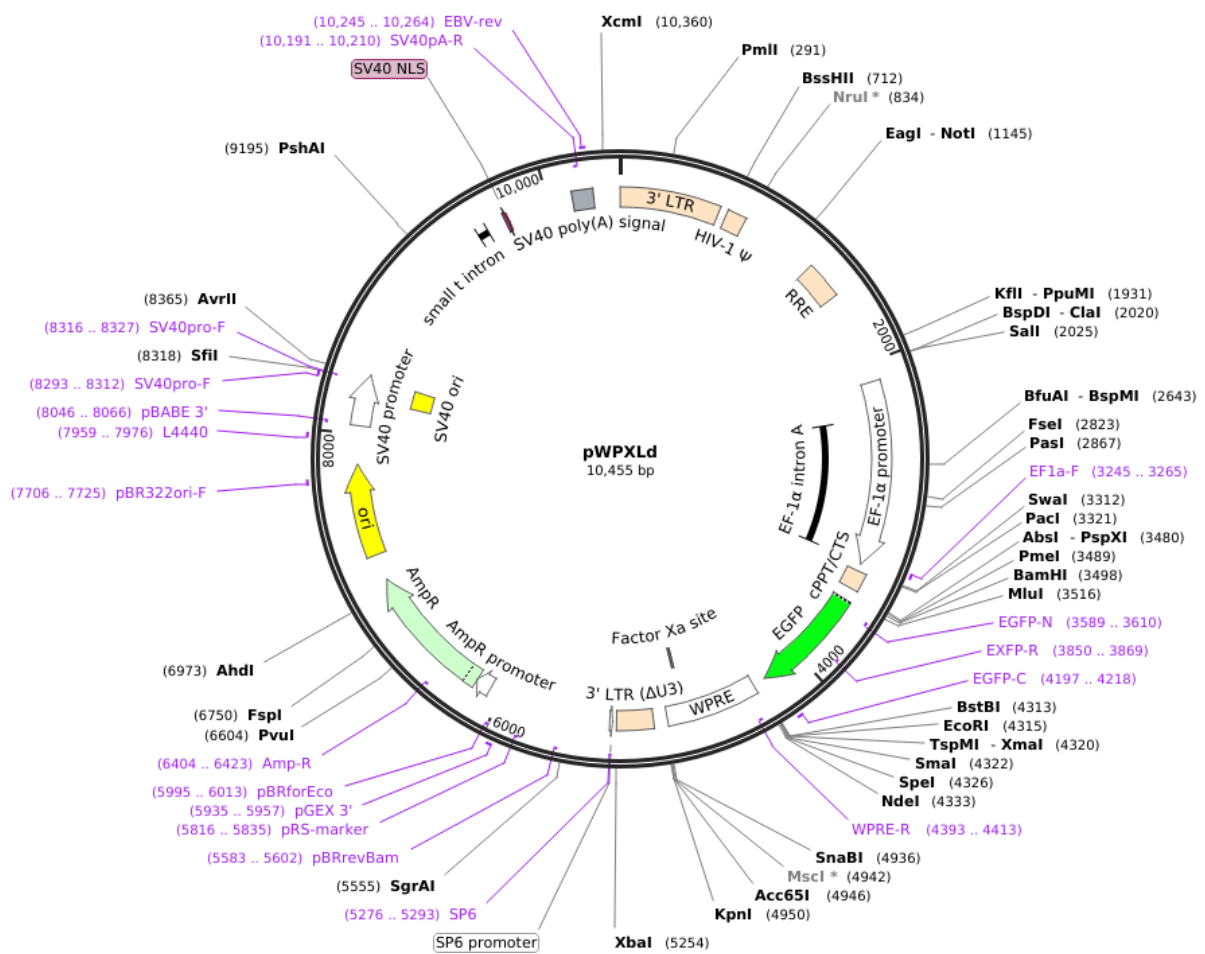 (10,245 .. 10,264) EBV-rev
(10,191 .. 10,210) SV40pA-R
SV40 NLS
(9195) PshAI
(8365) AvrII
(8316 .. 8327) SV40pro-F
(8318) SfiI
(8293 .. 8312) SV40pro-F
(8046 .. 8066) pBABE 3'
(7959 .. 7976) L4440
(7706 .. 7725) pBR322ori-F
(6973) AhdI
(6750) FspI
(6604) PvuI
(6404 .. 6423) Amp-R
(5995 .. 6013) pBRforEco
(5935 .. 5957) pGEX 3'
(5816 .. 5835) pRS-marker
(5583 .. 5602) pBRrevBam
(5555) SgrAI
(5276 .. 5293) SP6
SP6 promoter
XcmI (10,360)
PmlI (291)
BssHII (712)
NruI * (834)
EagI - NotI (1145)
KflI - PpuMI (1931)
BspDI - ClaI (2020)
SalI (2025)
BfuAI - BspMI (2643)
FseI (2823)
PasI (2867)
EF1a-F (3245 .. 3265)
SwaI (3312)
PacI (3321)
AbsI - PspXI (3480)
PmeI (3489)
BamHI (3498)
MluI (3516)
EGFP-N (3589 .. 3610)
EXFP-R (3850 .. 3869)
EGFP-C (4197 .. 4218)
BstBI (4313)
EcoRI (4315)
TspMI - XmaI (4320)
SmaI (4322)
SpeI (4326)
NdeI (4333)
WPRE-R (4393 .. 4413)
SnaBI (4936)
MscI * (4942)
Acc65I (4946)
KpnI (4950)
XbaI (5254)
10,000
2000
4000
6000
8000
3' LTR
HIV-1 Ψ
RRE
EF-1α promoter
EF-1α intron A
cPPT/CTS
EGFP
WPRE
Factor Xa site
3' LTR (ΔU3)
AmpR promoter
AmpR
ori
SV40 promoter
SV40 ori
small t intron
SV40 poly(A) signal
pWPXLd
10,455 bp